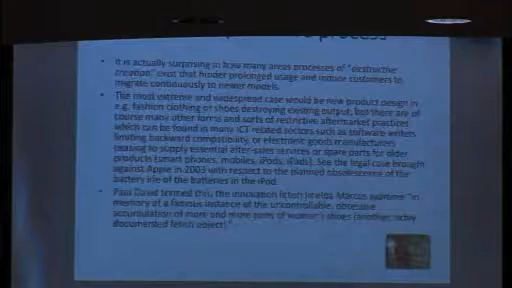 process
It is actually surprising in how many areas processes of "destructive
creation" exist that hinder prolonged usage and induce customers to
migrate continuously to newer models.
The most extreme and widespread case would be new product design in
e.g. fashion clothing or shoes destroying existing output, but there are of
course many other forms and sorts of restrictive aftermarket practices
which can be found in many ICT-related sectors such as software writers
limiting backward compatibility, or electronic goods manufacturers
ceasing to supply essential after-sales services or spare parts for older
products (smart phones, mobiles, iPods, iPads). See the legal case brought
against Apple in 2003 with respect to the planned obsolescence of the
battery life of the batteries in the iPod.
Paul David termed this, the innovation Imelda Marcos "in
memory of a famous instance of the uncontrollable, obsessive
accumulation of more and more pairs of women's shoes (another, richly
documented fetish object)."